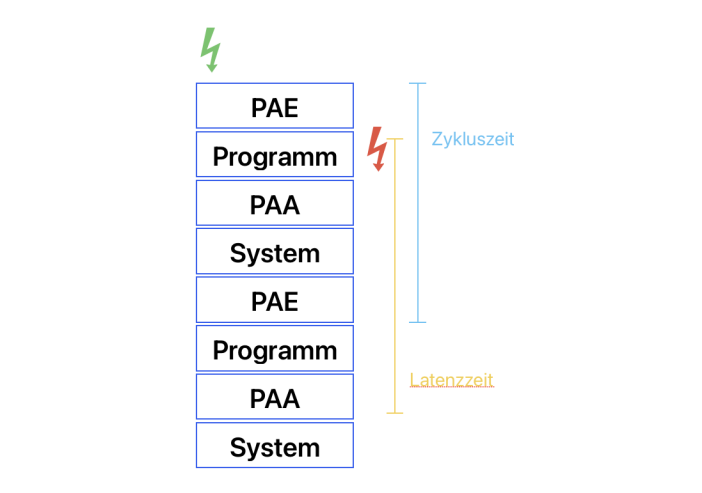 PAE
Programm
Zykluszeit
PAA
System
PAE
Programm
Latenzzeit
PAA
System